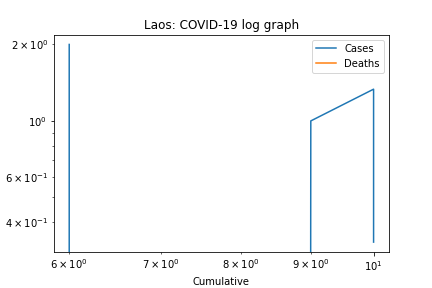 Laos: COVID-19 log graph
Cases
Deaths
2 × 10⁰
10⁰
6 × 10⁻¹
4 × 10⁻¹
6 × 10⁰ 7 × 10⁰ 8 × 10⁰ 9 × 10⁰ 10¹
Cumulative